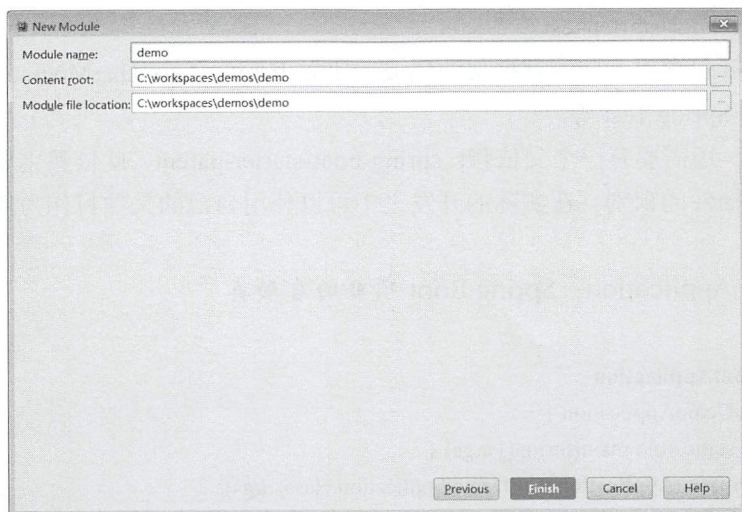 New Module
Module name: demo
Content root: C:\workspaces\demos\demo ...
Module file location: C:\workspaces\demos\demo ...
Previous Finish Cancel Help